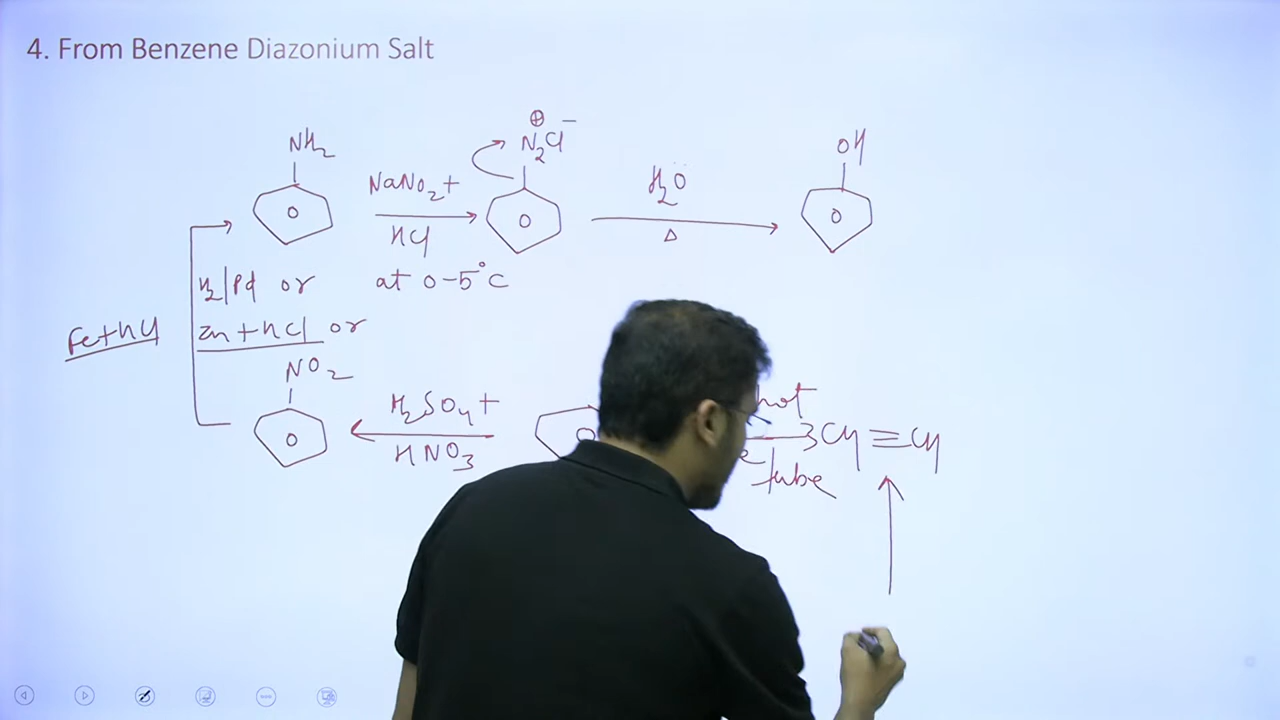 4. From Benzene Diazonium Salt
NH2
NaNO2+
HCl
at 0-5°C
⊕ −
N2Cl
H2O
Δ
OH
H2/Pd or
Zn + HCl or
Fe+HCl
NO2
H2SO4 +
HNO3
hot
tube
CH≡CH